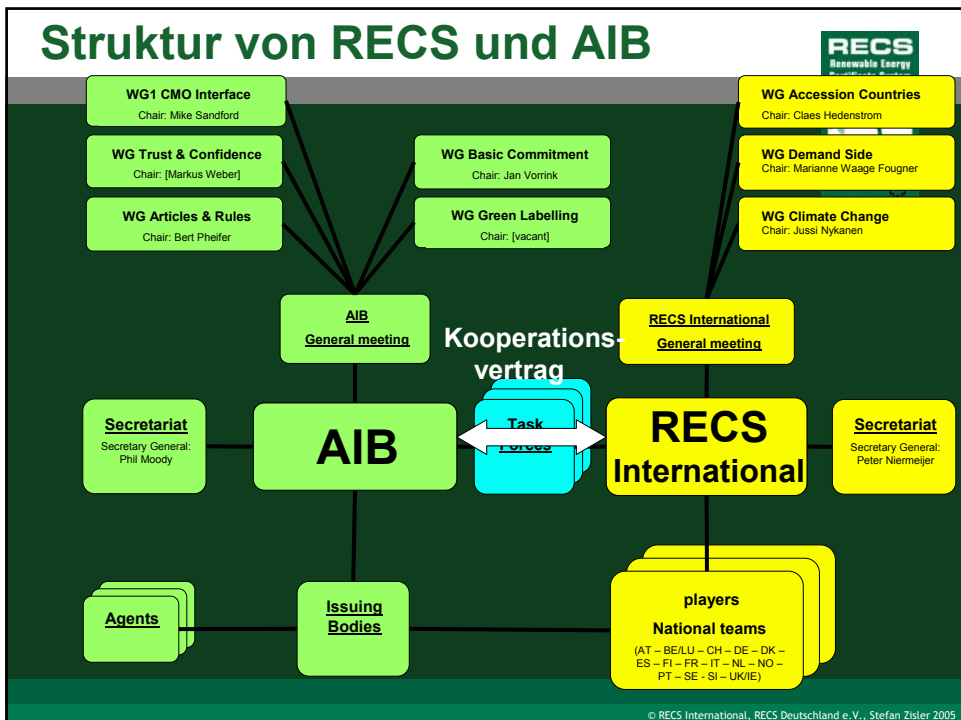 Struktur von RECS und AIB
RECS
Renewable Energy
Certificate System
WG1 CMO Interface
Chair: Mike Sandford
WG Trust & Confidence
Chair: [Markus Weber]
WG Articles & Rules
Chair: Bert Pheifer
WG Basic Commitment
Chair: Jan Vorrink
WG Green Labelling
Chair: [vacant]
WG Accession Countries
Chair: Claes Hedenstrom
WG Demand Side
Chair: Marianne Waage Fougner
WG Climate Change
Chair: Jussi Nykanen
AIB
General meeting
Kooperations-
vertrag
RECS International
General meeting
Secretariat
Secretary General:
Phil Moody
AIB
Task
Forces
RECS
International
Secretariat
Secretary General:
Peter Niermeijer
Agents
Issuing
Bodies
players
National teams
(AT – BE/LU – CH – DE – DK –
ES – FI – FR – IT – NL – NO –
PT – SE - SI – UK/IE)
© RECS International, RECS Deutschland e.V., Stefan Zisler 2005